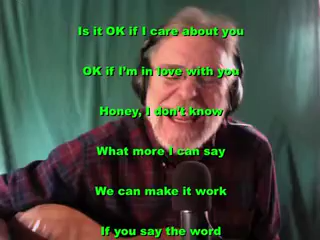 Is it OK if I care about you
OK if I'm in love with you
Honey, I don't know
What more I can say
We can make it work
If you say the word